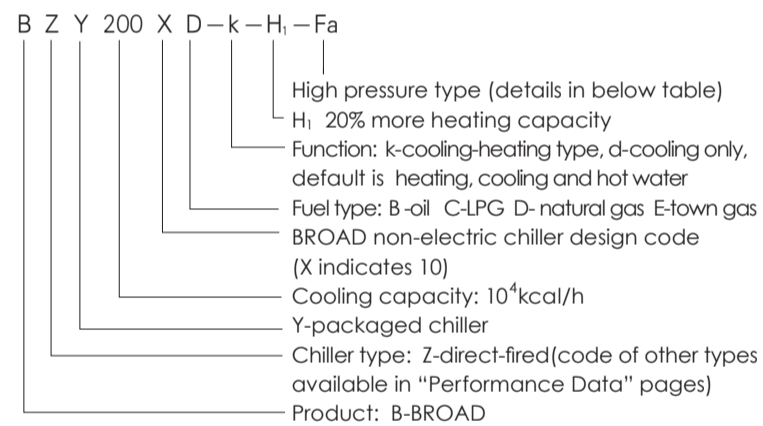 B Z Y 200 X D－k－H₁－Fa
High pressure type (details in below table)
H₁ 20% more heating capacity
Function: k-cooling-heating type, d-cooling only,
default is heating, cooling and hot water
Fuel type: B-oil C-LPG D-natural gas E-town gas
BROAD non-electric chiller design code
(X indicates 10)
Cooling capacity: 10⁴kcal/h
Y-packaged chiller
Chiller type: Z-direct-fired(code of other types
available in “Performance Data” pages)
Product: B-BROAD